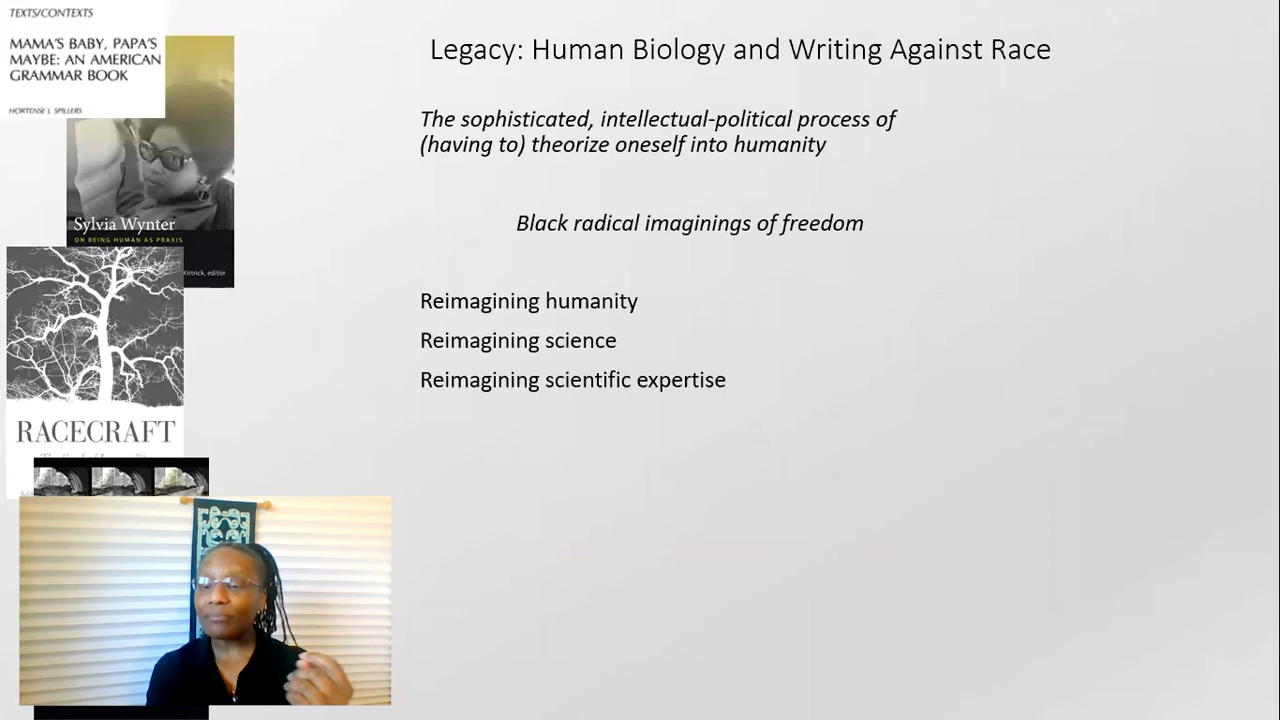 TEXTS/CONTEXTS
MAMA'S BABY, PAPA'S
MAYBE: AN AMERICAN
GRAMMAR BOOK
HORTENSE J. SPILLERS
Sylvia Wynter
ON BEING HUMAN AS PRAXIS
Kittrick, editor
RACECRAFT
Legacy: Human Biology and Writing Against Race
The sophisticated, intellectual-political process of
(having to) theorize oneself into humanity
Black radical imaginings of freedom
Reimagining humanity
Reimagining science
Reimagining scientific expertise